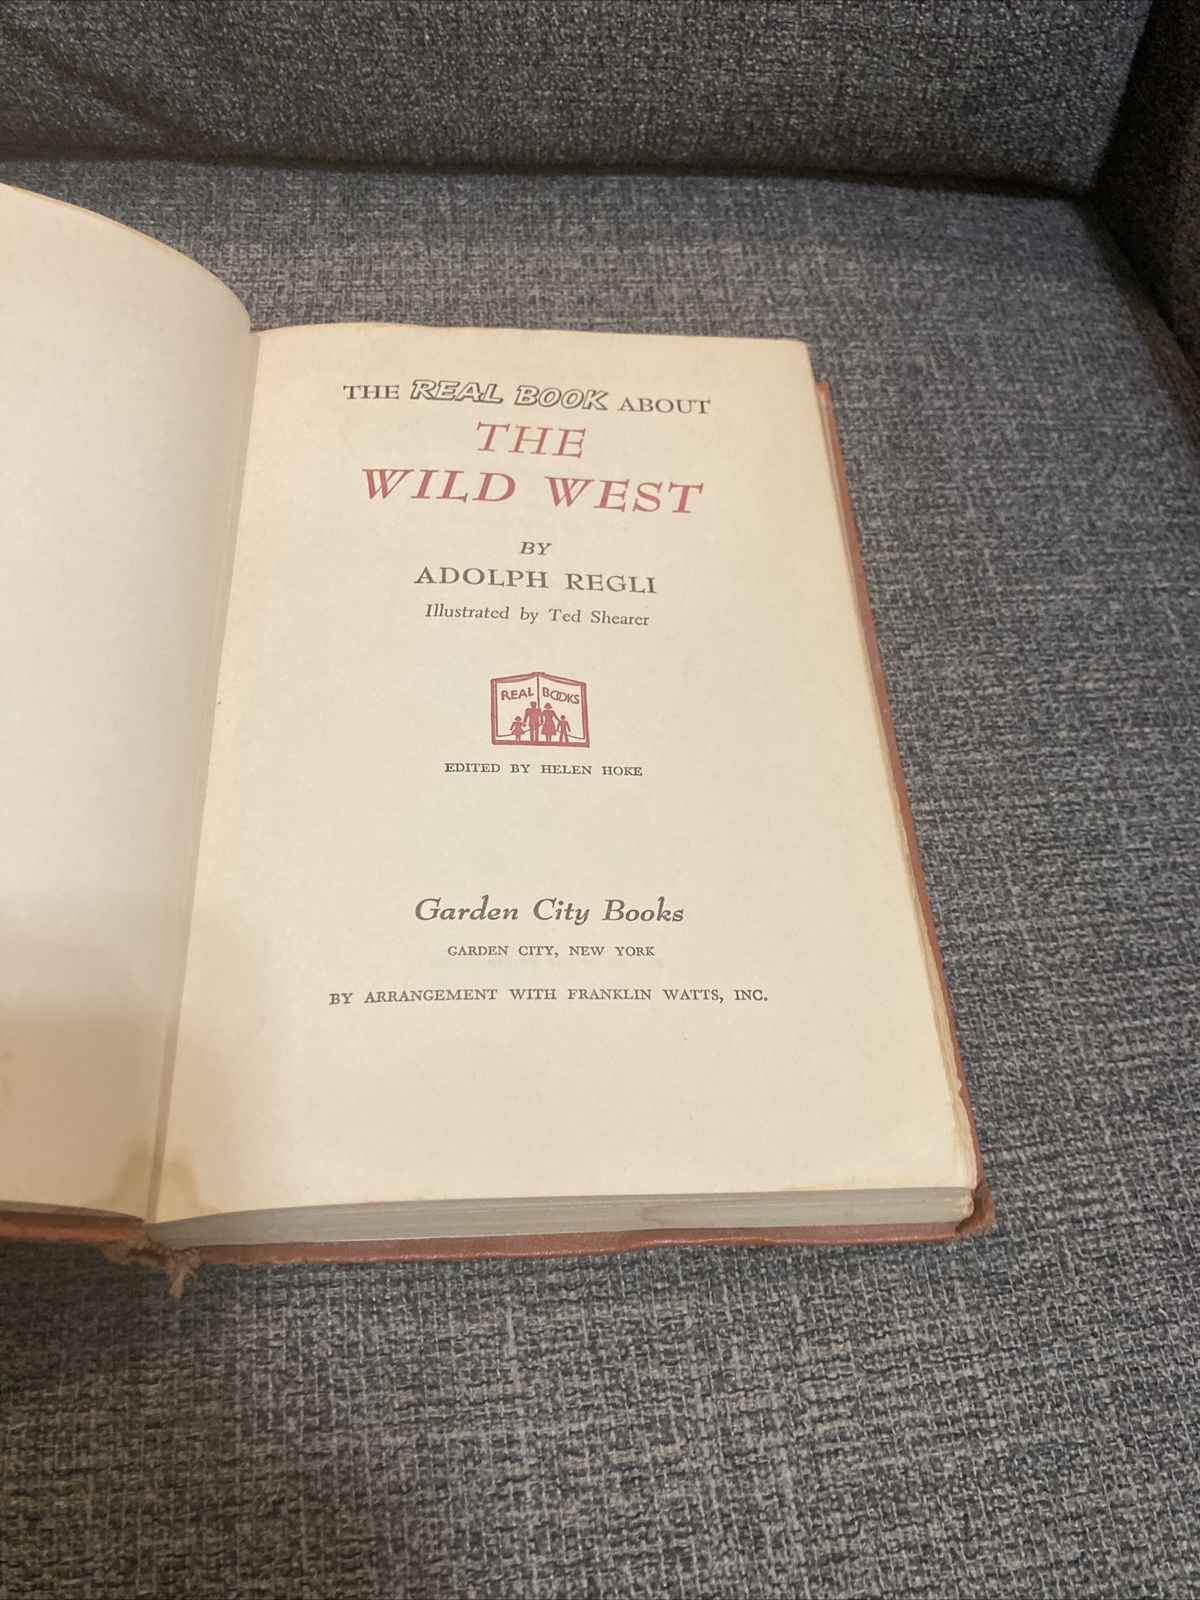 THE REAL BOOK ABOUT
THE
WILD WEST
BY
ADOLPH REGLI
Illustrated by Ted Shearer
REAL BOOKS
EDITED BY HELEN HOKE
Garden City Books
GARDEN CITY, NEW YORK
BY ARRANGEMENT WITH FRANKLIN WATTS, INC.